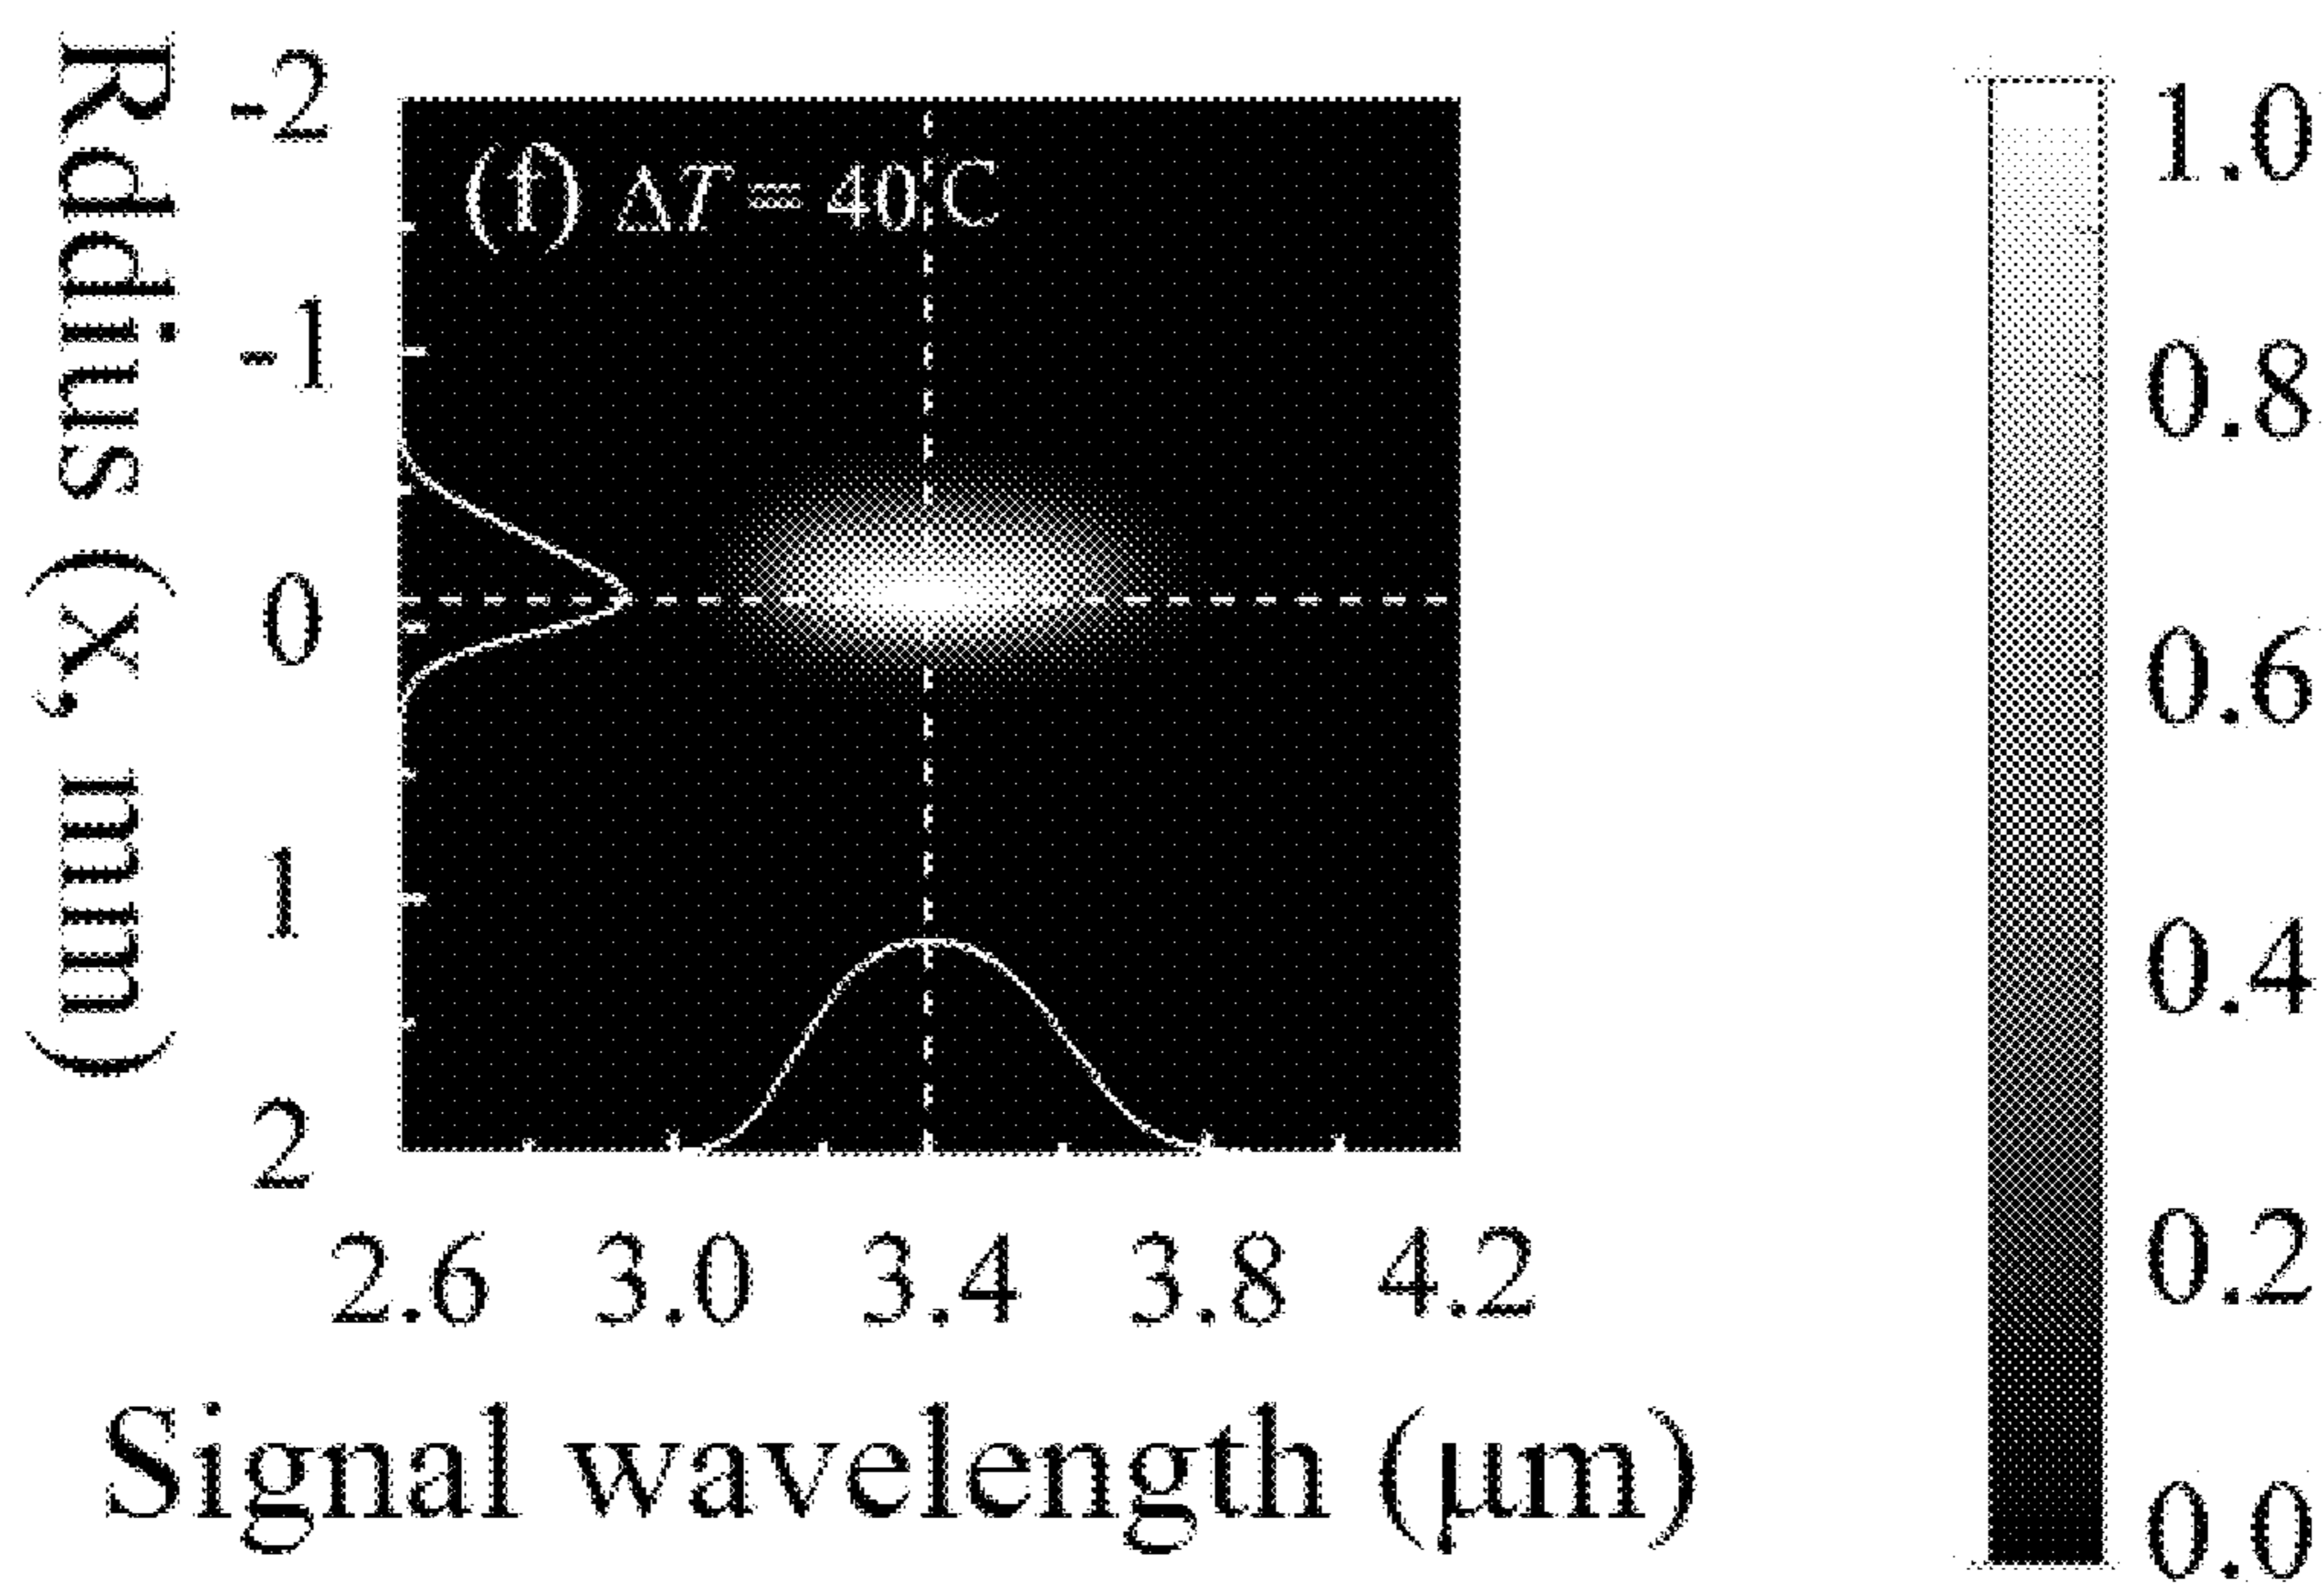 Rddius (x, mm)
-2
-1
0
1
2
(f) ΔT = 40°C
2.6 3.0 3.4 3.8 4.2
Signal wavelength (μm)
1.0
0.8
0.6
0.4
0.2
0.0